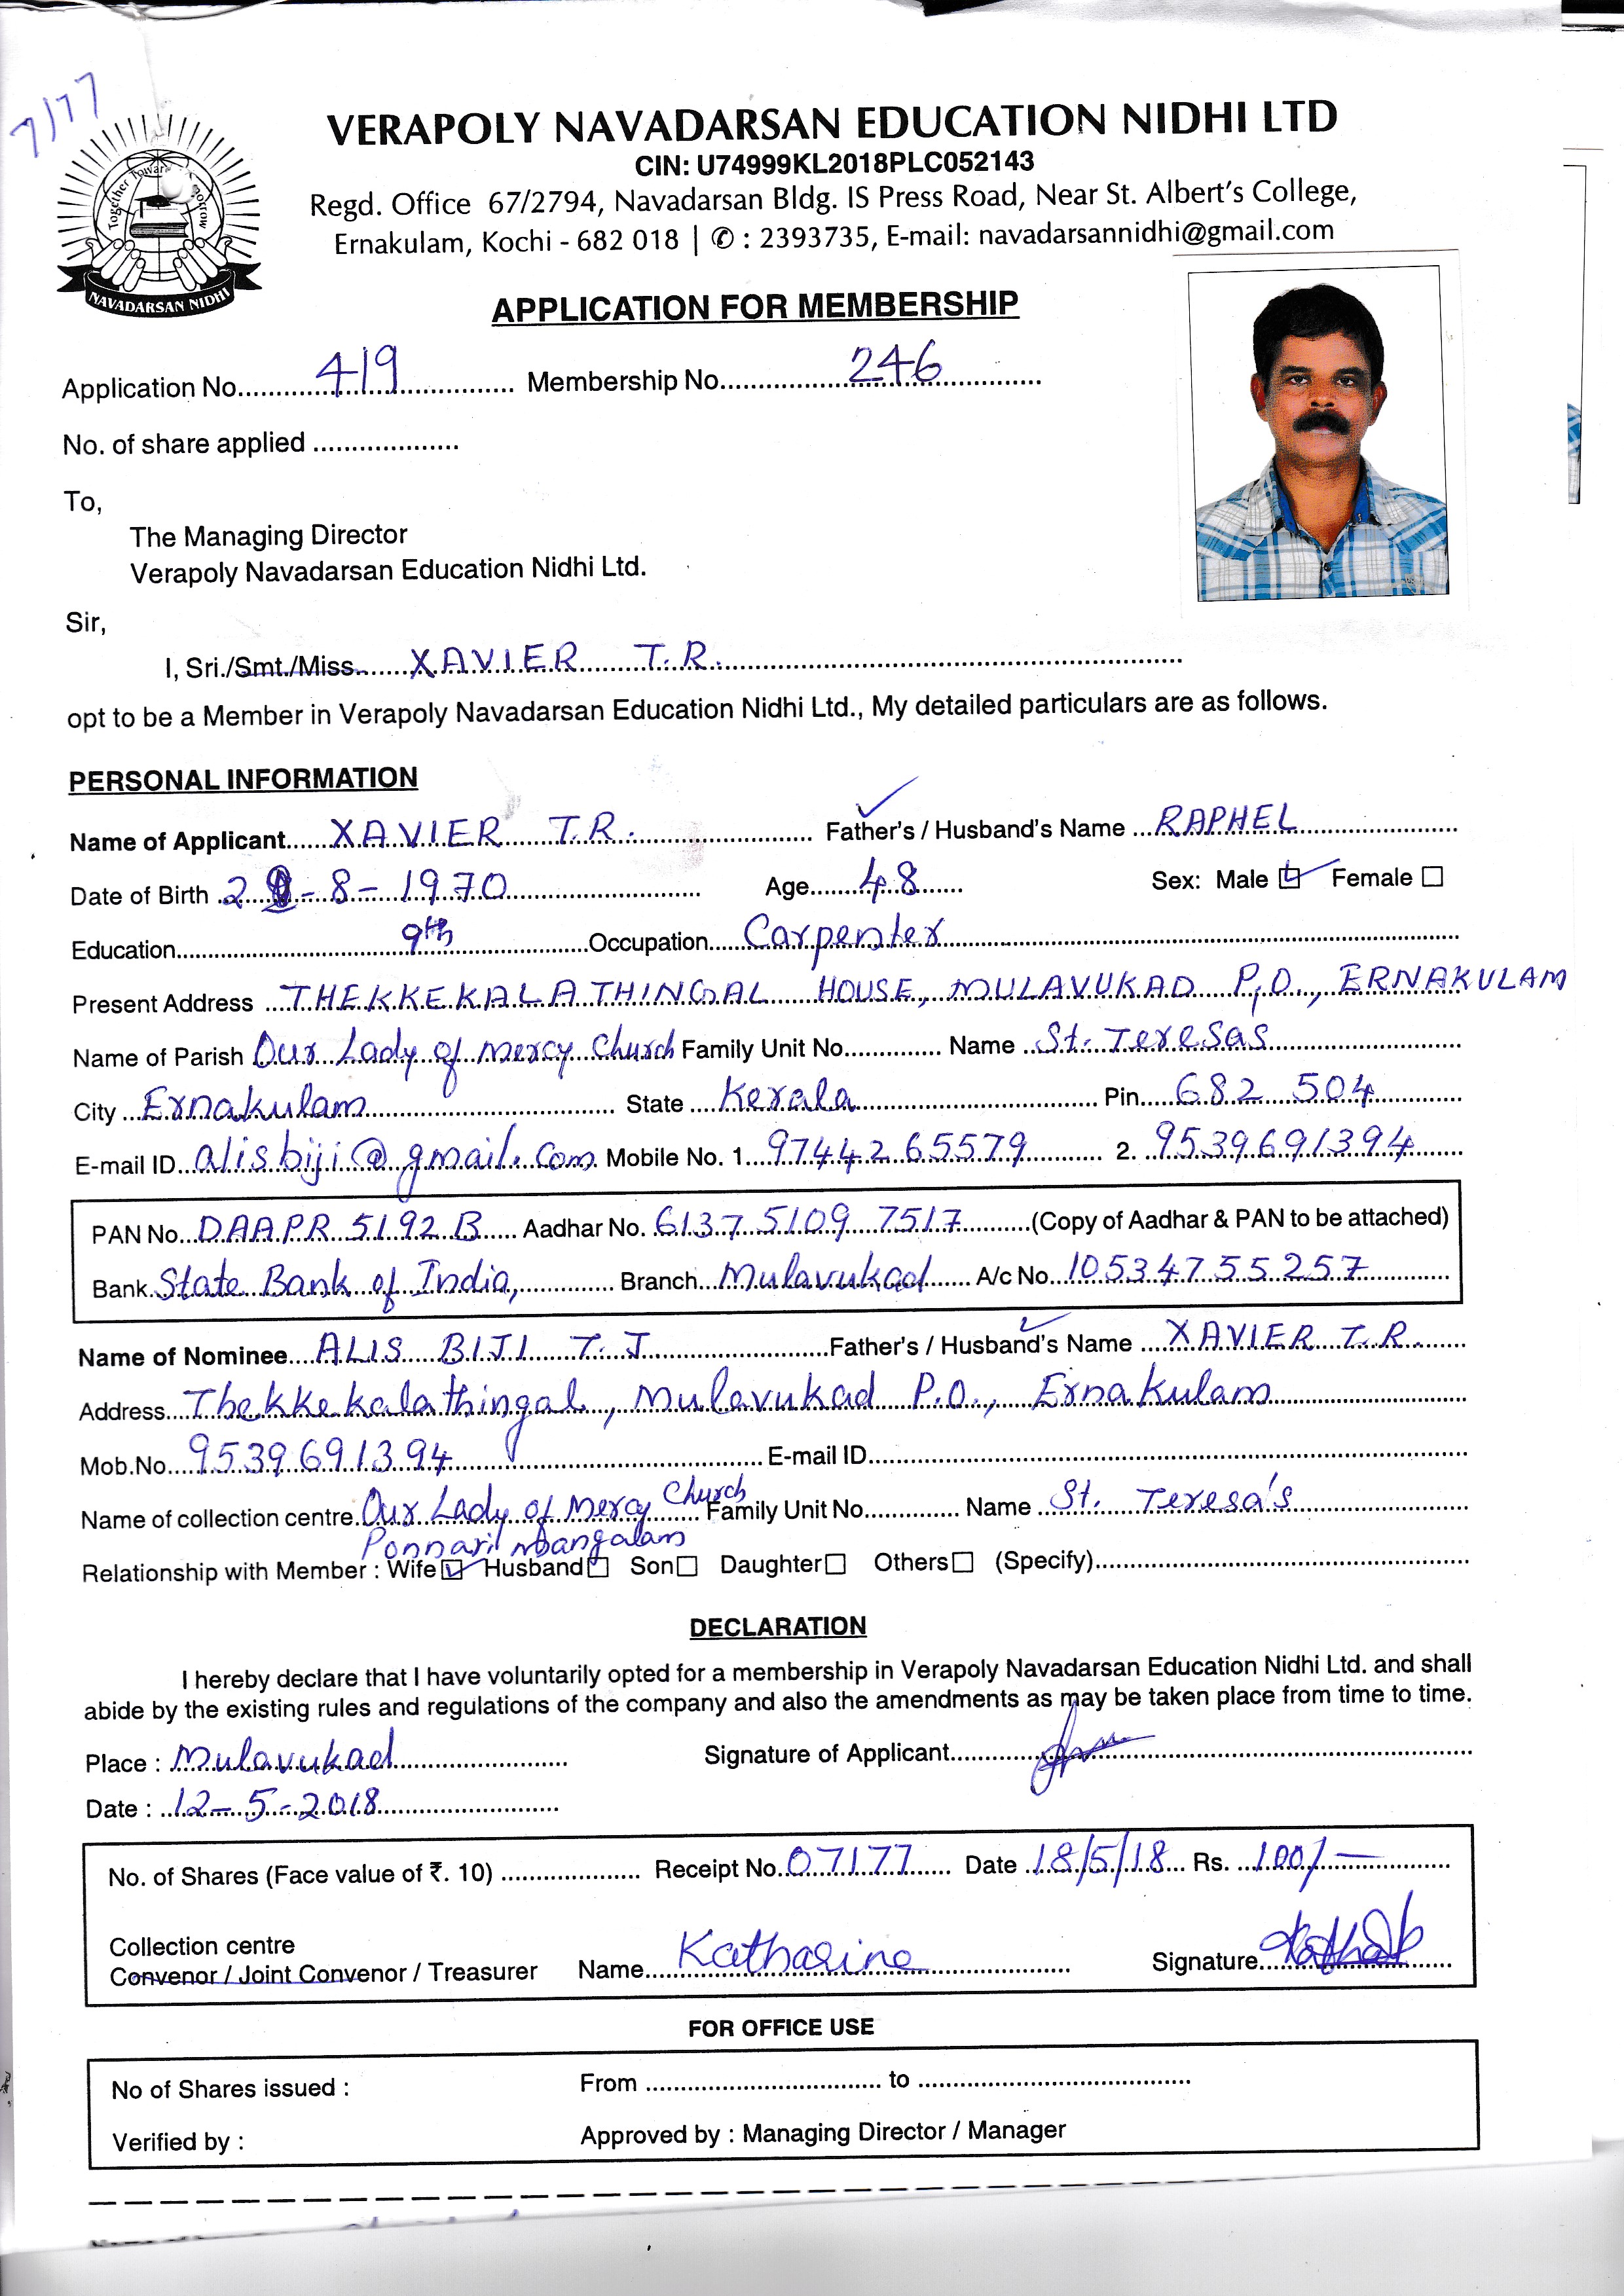 7177
Together Towards Tomorrow
NAVADARSAN NIDHI
VERAPOLY NAVADARSAN EDUCATION NIDHI LTD
CIN: U74999KL2018PLC052143
Regd. Office 67/2794, Navadarsan Bldg. IS Press Road, Near St. Albert's College,
Ernakulam, Kochi - 682 018 | ✆ : 2393735, E-mail: navadarsannidhi@gmail.com
APPLICATION FOR MEMBERSHIP
Application No. 419 Membership No. 246
No. of share applied
To,
The Managing Director
Verapoly Navadarsan Education Nidhi Ltd.
Sir,
I, Sri./Smt./Miss. XAVIER T.R.
opt to be a Member in Verapoly Navadarsan Education Nidhi Ltd., My detailed particulars are as follows.
PERSONAL INFORMATION
Name of Applicant XAVIER T.R. Father's / Husband's Name RAPHEL
Date of Birth -8-1970 Age 48 Sex: Male ☑ Female ☐
Education 9th Occupation Carpenter
Present Address THEKKEKALATHINGAL HOUSE, MULAVUKAD P.O., ERNAKULAM
Name of Parish Our Lady of Mercy Church Family Unit No. Name St. Teresas
City Ernakulam State Kerala Pin 682 504
E-mail ID alisbiji@gmail.com Mobile No. 1. 9744265579 2. 9539691394
PAN No. DAAPR 5192 B Aadhar No. 6137 5109 7517 (Copy of Aadhar & PAN to be attached)
Bank State Bank of India, Branch Mulavukad A/c No. 10534755257
Name of Nominee ALIS BIJI T.J Father's / Husband's Name XAVIER T.R.
Address Thekkekalathingal, Mulavukad P.O., Ernakulam
Mob.No. 9539691394 E-mail ID
Name of collection centre Our Lady of Mercy Church Family Unit No. Name St. Teresa's
Ponnarimangalam
Relationship with Member : Wife ☑ Husband ☐ Son ☐ Daughter ☐ Others ☐ (Specify)
DECLARATION
I hereby declare that I have voluntarily opted for a membership in Verapoly Navadarsan Education Nidhi Ltd. and shall
abide by the existing rules and regulations of the company and also the amendments as may be taken place from time to time.
Place : Mulavukad Signature of Applicant
Date : 12-5-2018
No. of Shares (Face value of ₹. 10) Receipt No. 07177 Date 18/5/18 Rs. 100/-
Collection centre
Convenor / Joint Convenor / Treasurer Name Katharine Signature
FOR OFFICE USE
No of Shares issued : From to
Verified by : Approved by : Managing Director / Manager